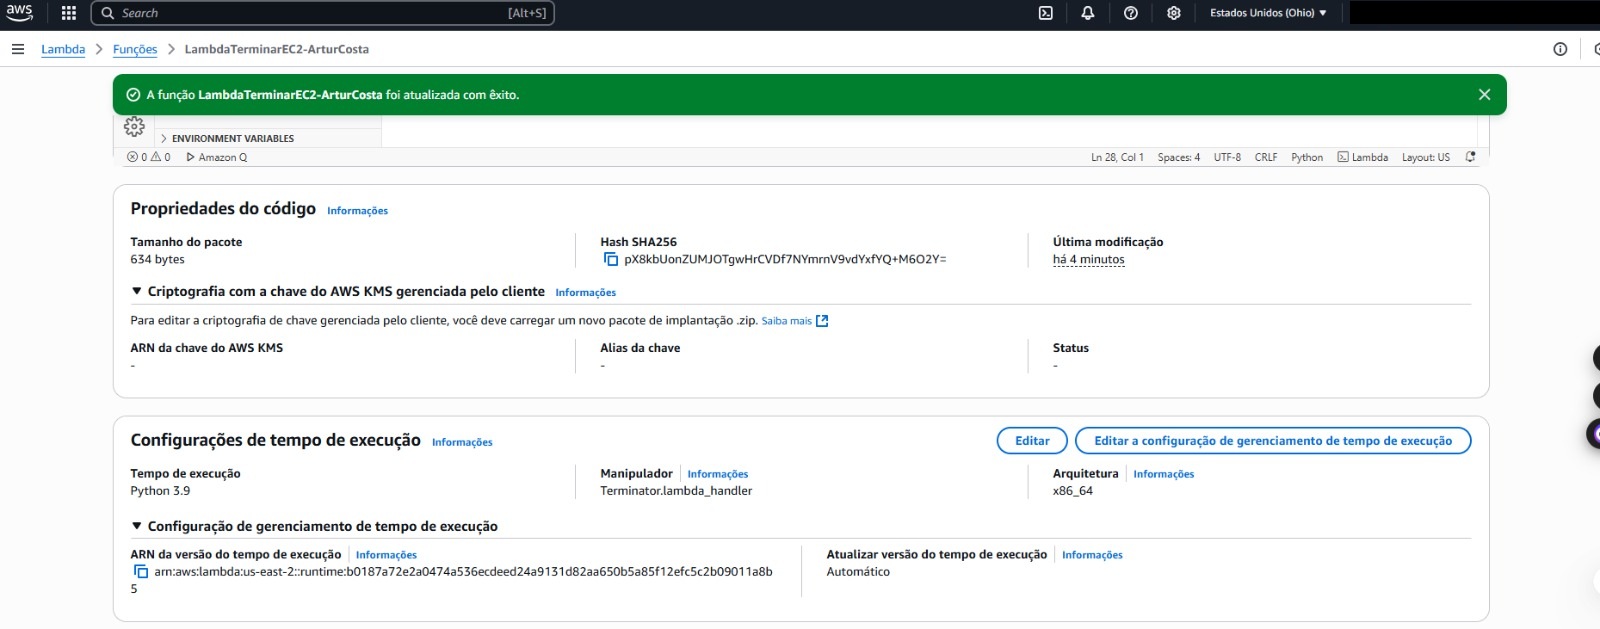 aws
Search [Alt+S] Estados Unidos (Ohio)
Lambda > Funções > LambdaTerminarEC2-ArturCosta
A função LambdaTerminarEC2-ArturCosta foi atualizada com êxito.
ENVIRONMENT VARIABLES
0 0 Amazon Q Ln 28, Col 1 Spaces: 4 UTF-8 CRLF Python Lambda Layout: US
Propriedades do código Informações
Tamanho do pacote Hash SHA256 Última modificação
634 bytes pX8kbUonZUMJOTgwHrCVDf7NYmrnV9vdYxfYQ+M6O2Y= há 4 minutos
Criptografia com a chave do AWS KMS gerenciada pelo cliente Informações
Para editar a criptografia de chave gerenciada pelo cliente, você deve carregar um novo pacote de implantação .zip. Saiba mais
ARN da chave do AWS KMS Alias da chave Status
- - -
Configurações de tempo de execução Informações Editar Editar a configuração de gerenciamento de tempo de execução
Tempo de execução Manipulador Informações Arquitetura Informações
Python 3.9 Terminator.lambda_handler x86_64
Configuração de gerenciamento de tempo de execução
ARN da versão do tempo de execução Informações Atualizar versão do tempo de execução Informações
arn:aws:lambda:us-east-2::runtime:b0187a72e2a0474a536ecdeed24a9131d82aa650b5a85f12efc5c2b09011a8b Automático
5